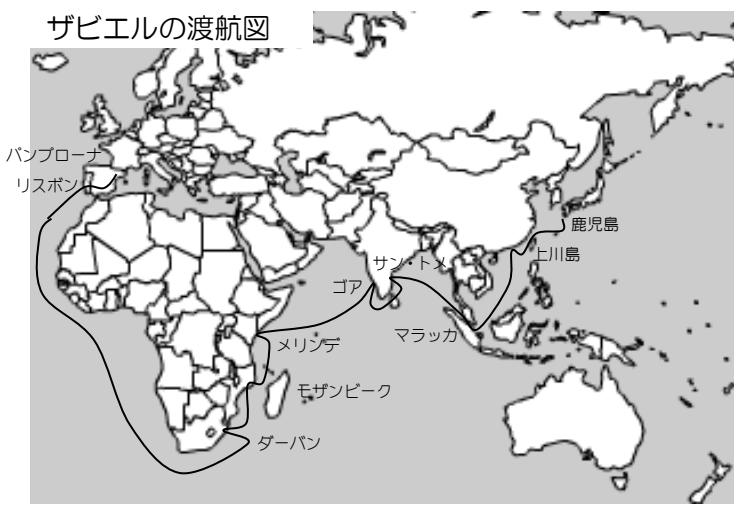 ザビエルの渡航図
パンプローナ
リスボン
鹿児島
上川島
サン・トメ
ゴア
マラッカ
メリンデ
モザンビーク
ダーバン